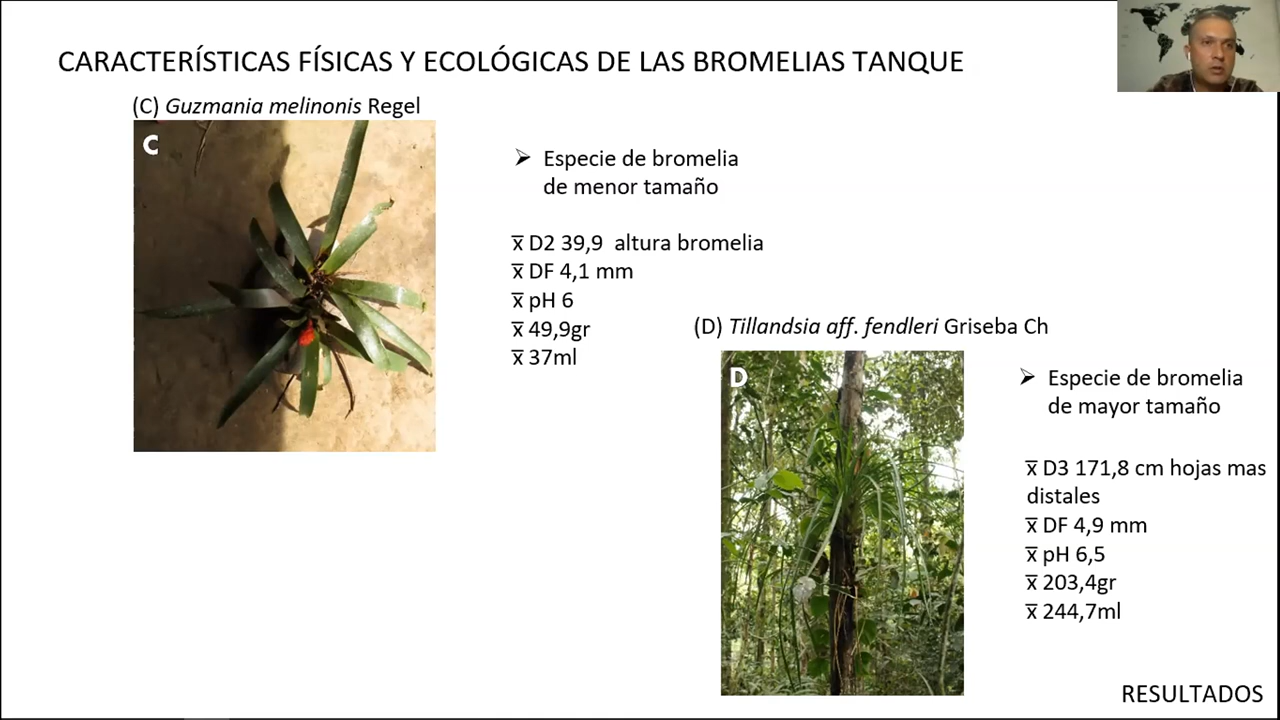 CARACTERÍSTICAS FÍSICAS Y ECOLÓGICAS DE LAS BROMELIAS TANQUE
(C) Guzmania melinonis Regel
C
➢ Especie de bromelia
de menor tamaño
x̅ D2 39,9 altura bromelia
x̅ DF 4,1 mm
x̅ pH 6
x̅ 49,9gr
x̅ 37ml
(D) Tillandsia aff. fendleri Griseba Ch
D
➢ Especie de bromelia
de mayor tamaño
x̅ D3 171,8 cm hojas mas
distales
x̅ DF 4,9 mm
x̅ pH 6,5
x̅ 203,4gr
x̅ 244,7ml
RESULTADOS